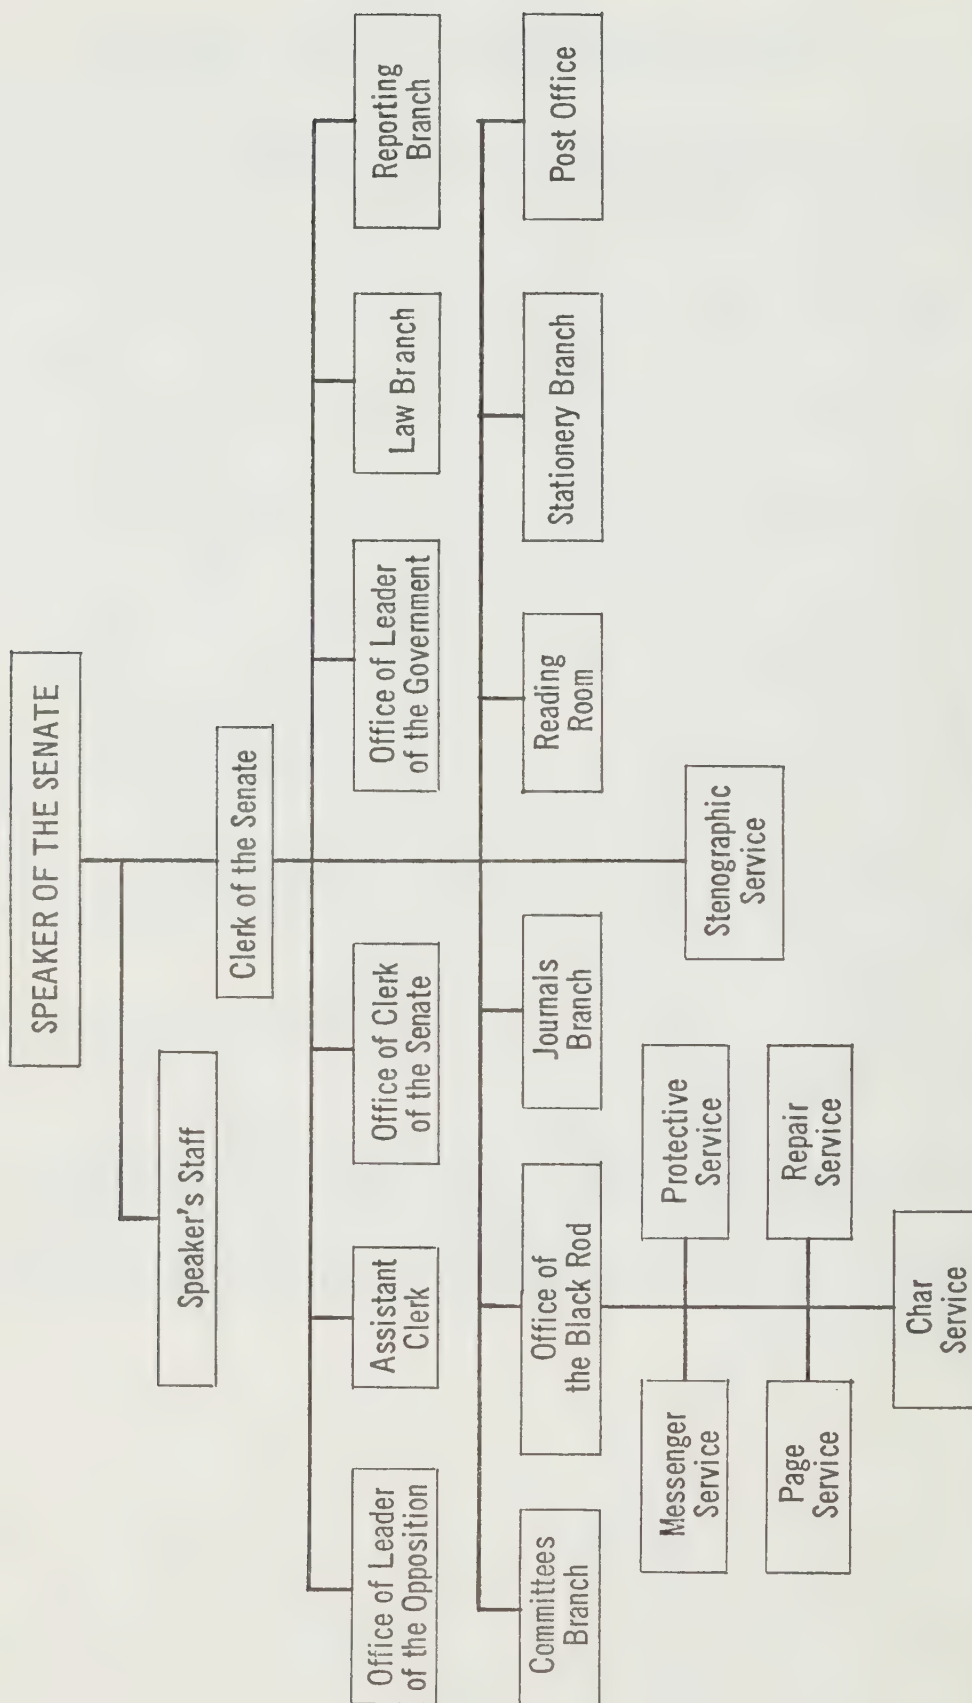 SPEAKER OF THE SENATE
Speaker's Staff
Clerk of the Senate
Office of Leader
of the Opposition
Assistant
Clerk
Office of Clerk
of the Senate
Office of Leader
of the Government
Law Branch
Reporting
Branch
Committees
Branch
Office of
the Black Rod
Journals
Branch
Reading
Room
Stationery Branch
Post Office
Messenger
Service
Protective
Service
Stenographic
Service
Page
Service
Repair
Service
Char
Service